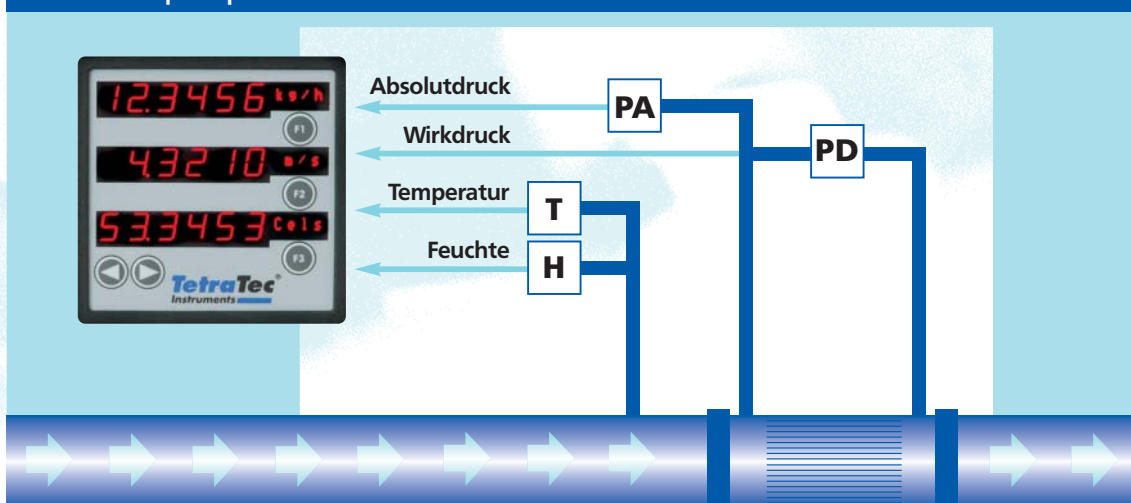 12.3456 kg/h
F1
4.3210 m/s
F2
53.3453 Cels
F3
TetraTec®
Instruments
Absolutdruck
PA
Wirkdruck
PD
Temperatur
T
Feuchte
H